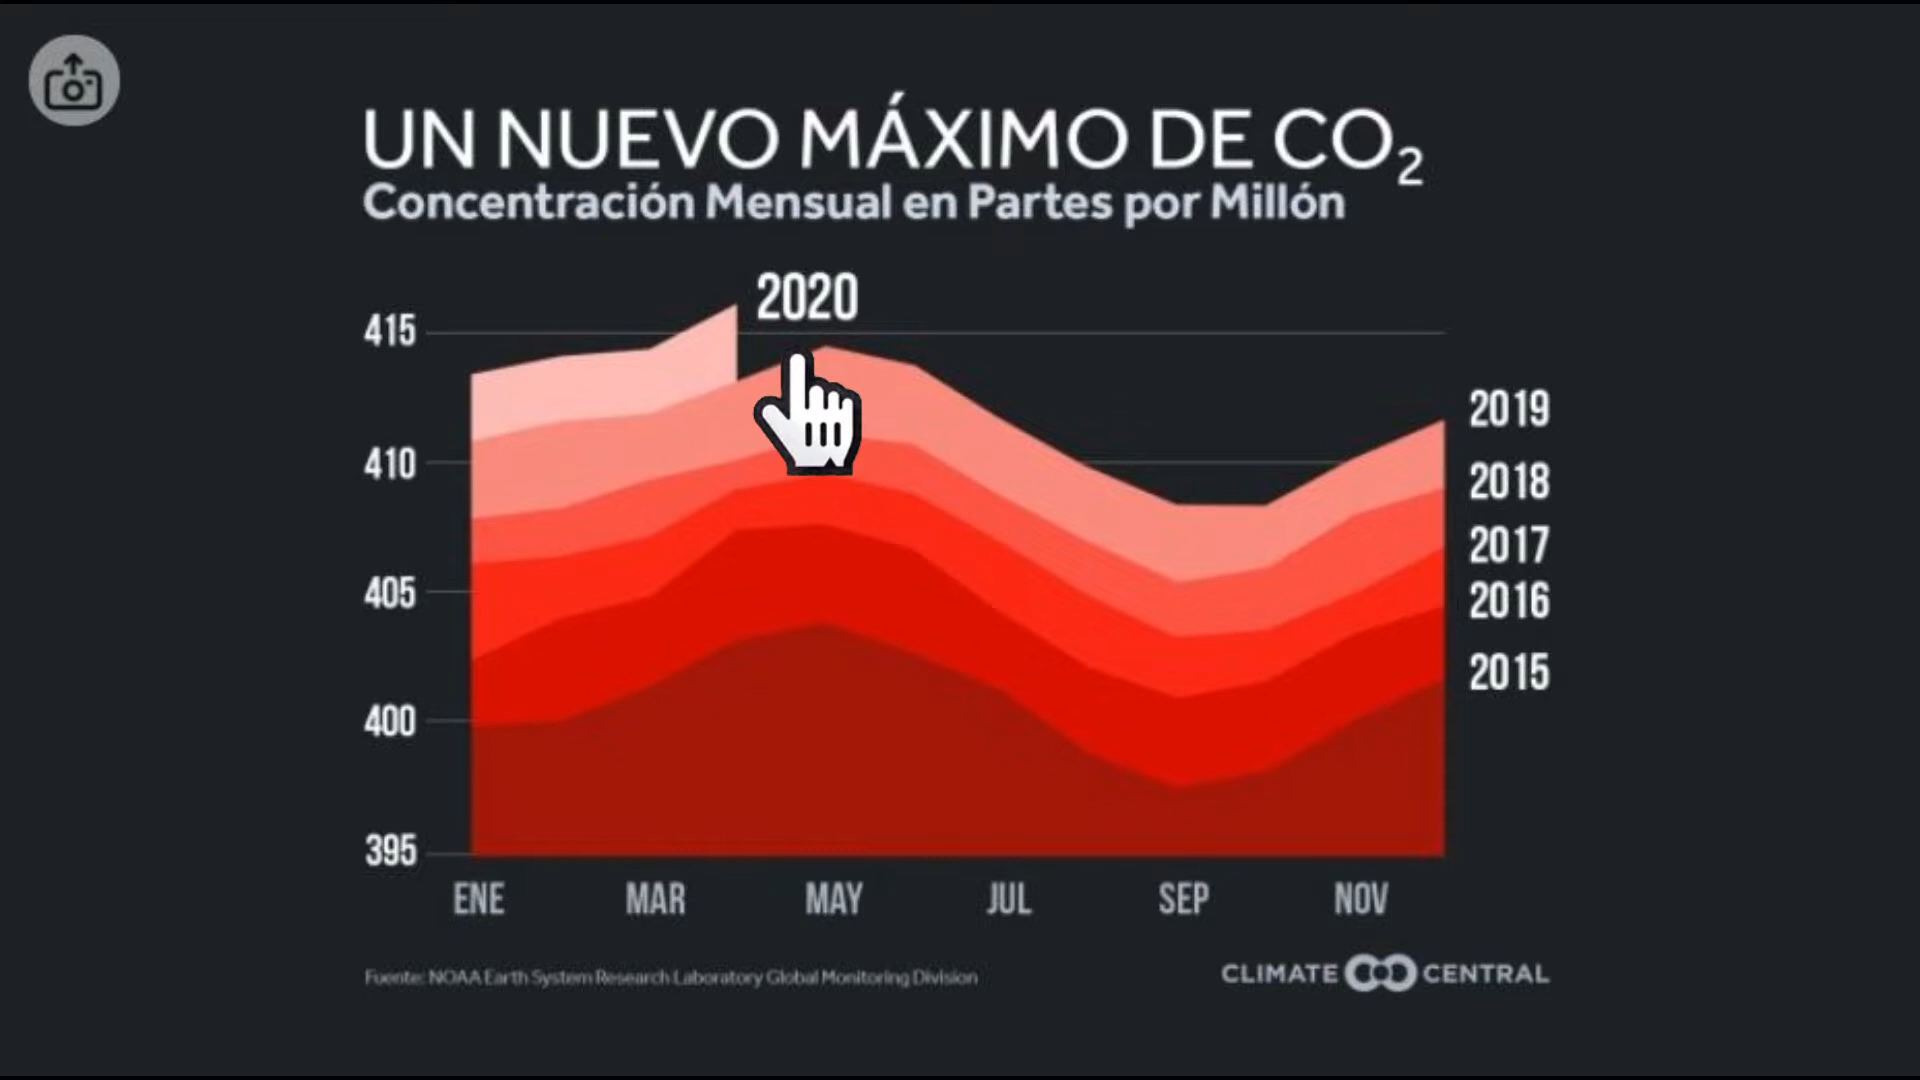 UN NUEVO MÁXIMO DE CO₂
Concentración Mensual en Partes por Millón
2020
415
410
405
400
395
2019
2018
2017
2016
2015
ENE MAR MAY JUL SEP NOV
Fuente: NOAA Earth System Research Laboratory Global Monitoring Division
CLIMATE CENTRAL